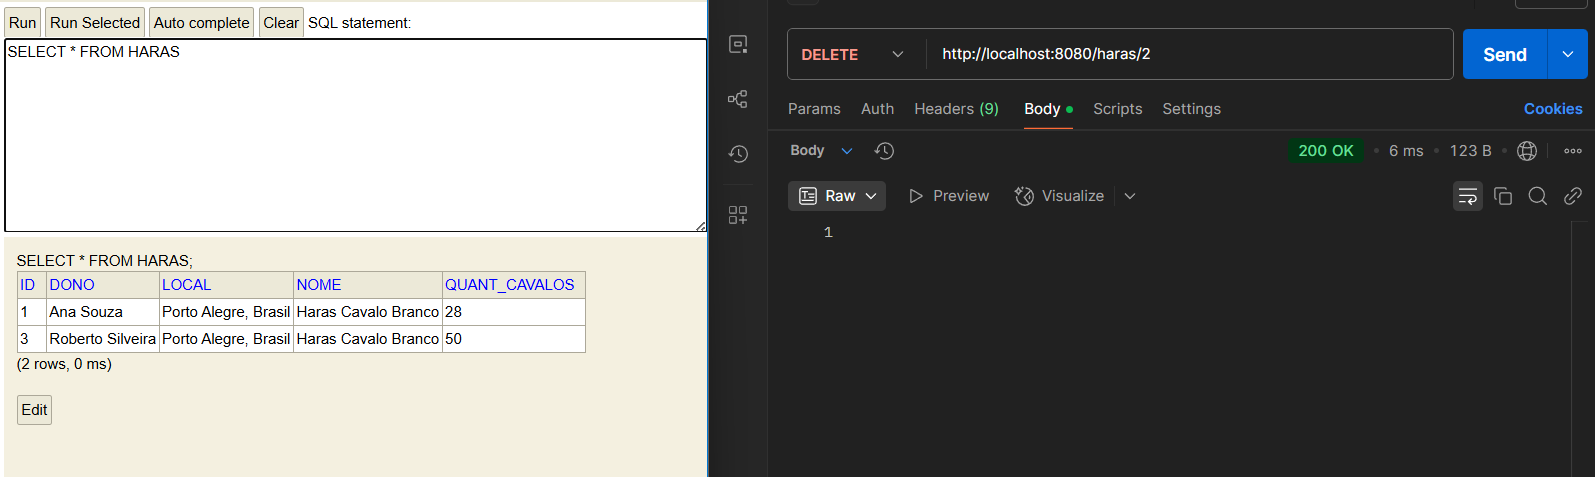 Run Run Selected Auto complete Clear SQL statement:
SELECT * FROM HARAS
SELECT * FROM HARAS;
ID DONO LOCAL NOME QUANT_CAVALOS
1 Ana Souza Porto Alegre, Brasil Haras Cavalo Branco 28
3 Roberto Silveira Porto Alegre, Brasil Haras Cavalo Branco 50
(2 rows, 0 ms)
Edit
DELETE http://localhost:8080/haras/2 Send
Params Auth Headers (9) Body Scripts Settings Cookies
Body 200 OK 6 ms 123 B
Raw Preview Visualize
1